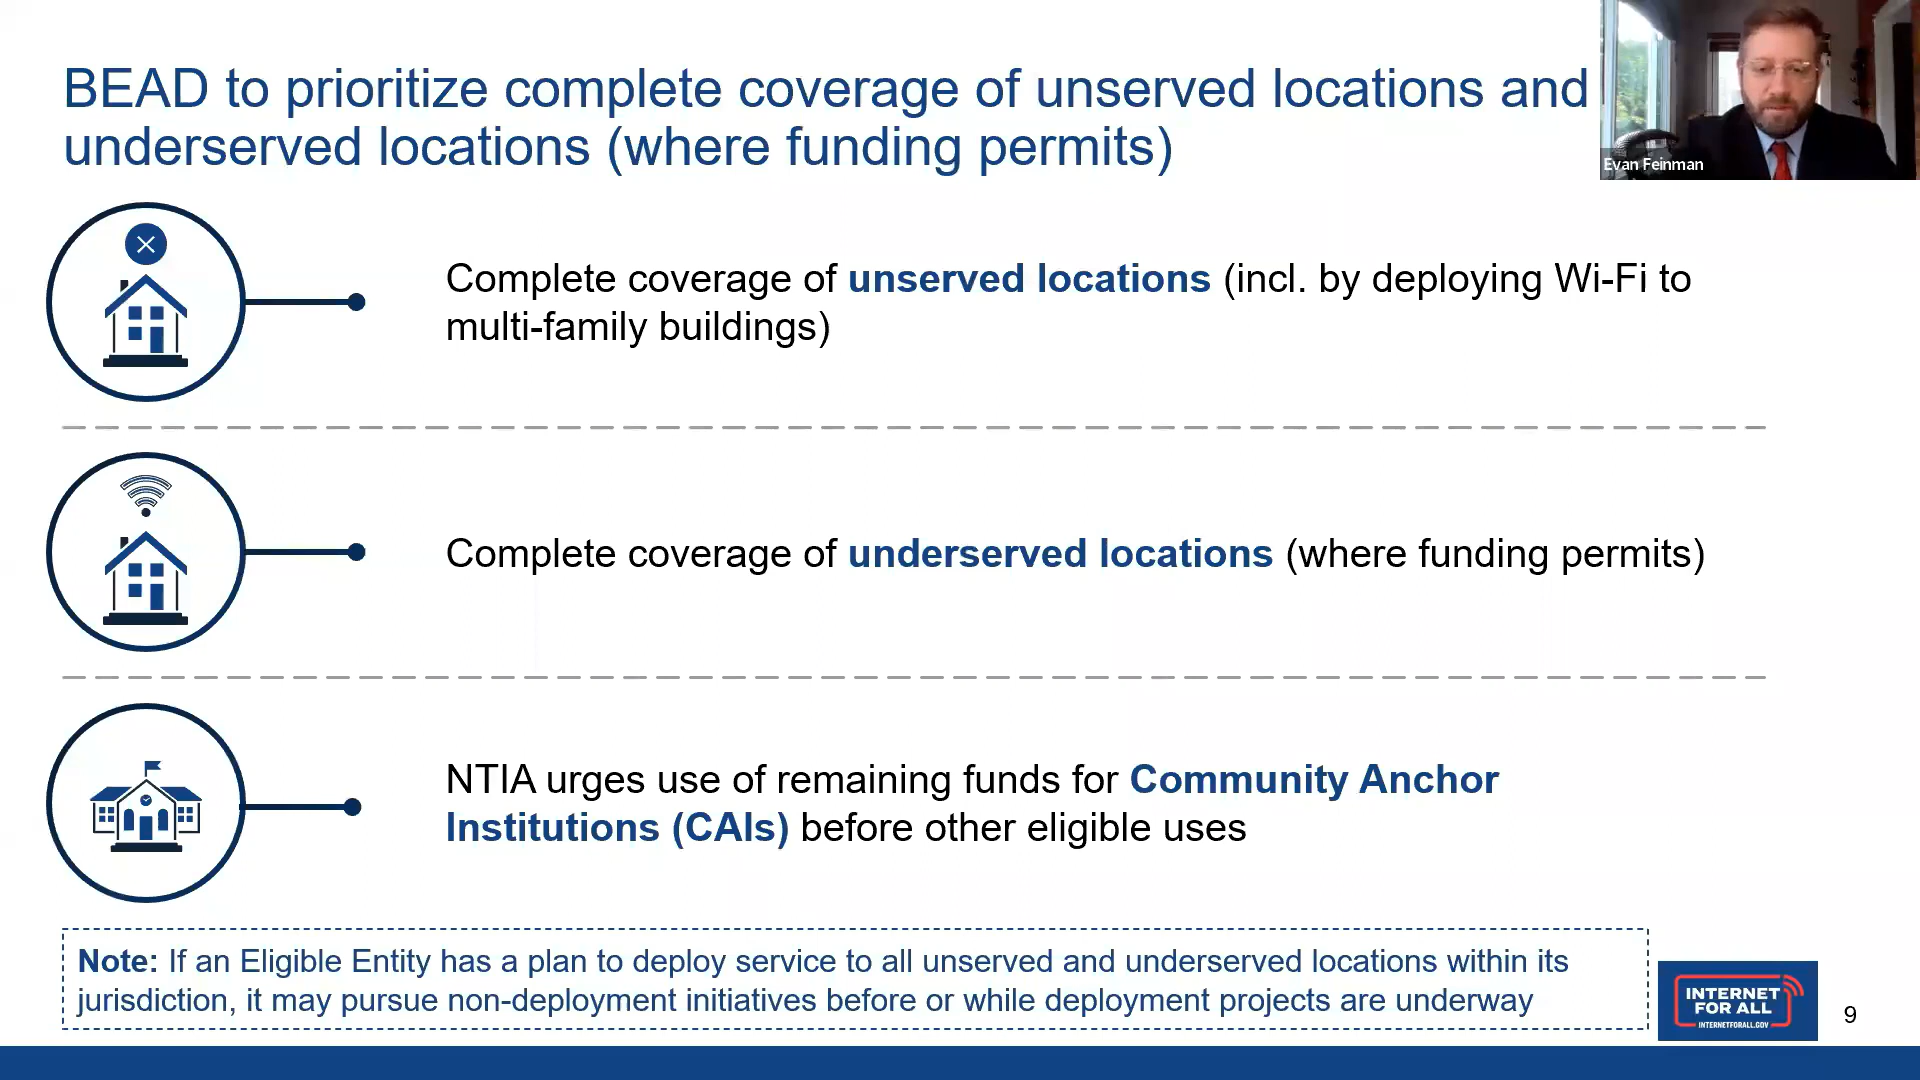 BEAD to prioritize complete coverage of unserved locations and
underserved locations (where funding permits)
Evan Feinman
Complete coverage of unserved locations (incl. by deploying Wi-Fi to
multi-family buildings)
Complete coverage of underserved locations (where funding permits)
NTIA urges use of remaining funds for Community Anchor
Institutions (CAIs) before other eligible uses
Note: If an Eligible Entity has a plan to deploy service to all unserved and underserved locations within its
jurisdiction, it may pursue non-deployment initiatives before or while deployment projects are underway
INTERNET
FOR ALL
INTERNETFORALL.GOV
9